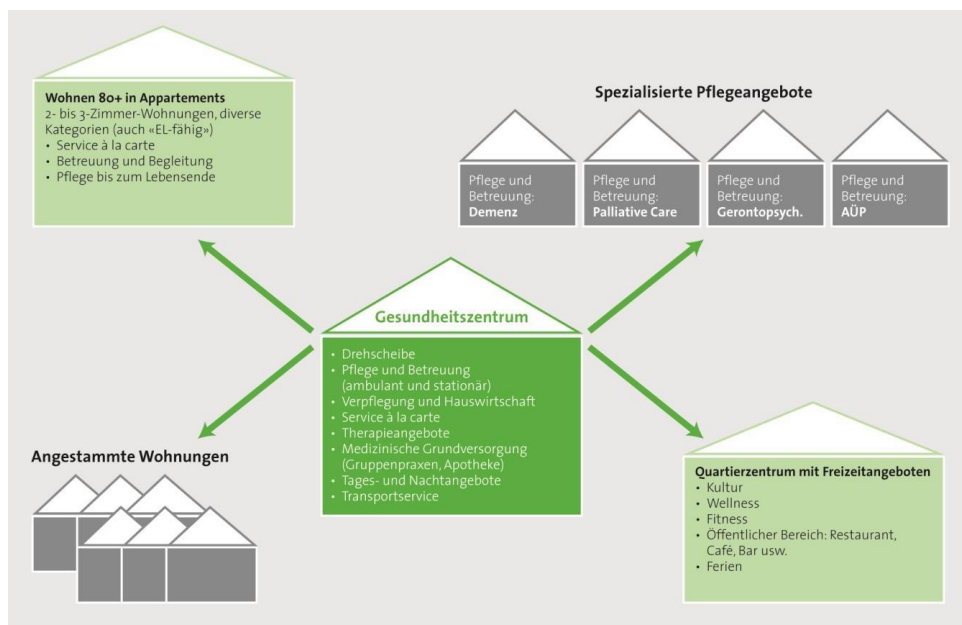 Wohnen 80+ in Appartements
2- bis 3-Zimmer-Wohnungen, diverse
Kategorien (auch «EL-fähig»)
• Service à la carte
• Betreuung und Begleitung
• Pflege bis zum Lebensende
Spezialisierte Pflegeangebote
Pflege und
Betreuung:
Demenz
Pflege und
Betreuung:
Palliative Care
Pflege und
Betreuung:
Gerontopsych.
Pflege und
Betreuung:
AÜP
Gesundheitszentrum
• Drehscheibe
• Pflege und Betreuung
(ambulant und stationär)
• Verpflegung und Hauswirtschaft
• Service à la carte
• Therapieangebote
• Medizinische Grundversorgung
(Gruppenpraxen, Apotheke)
• Tages- und Nachtangebote
• Transportservice
Angestammte Wohnungen
Quartierzentrum mit Freizeitangeboten
• Kultur
• Wellness
• Fitness
• Öffentlicher Bereich: Restaurant,
Café, Bar usw.
• Ferien